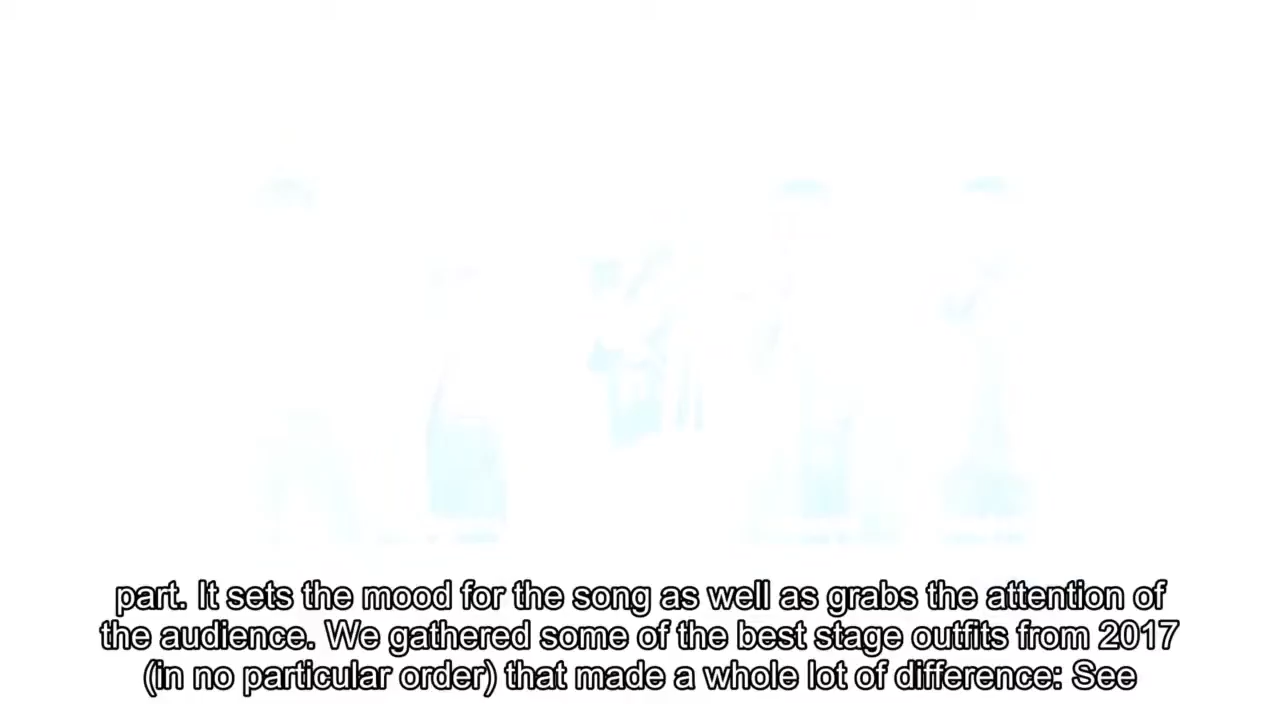 part. It sets the mood for the song as well as grabs the attention of
the audience. We gathered some of the best stage outfits from 2017
(in no particular order) that made a whole lot of difference: See